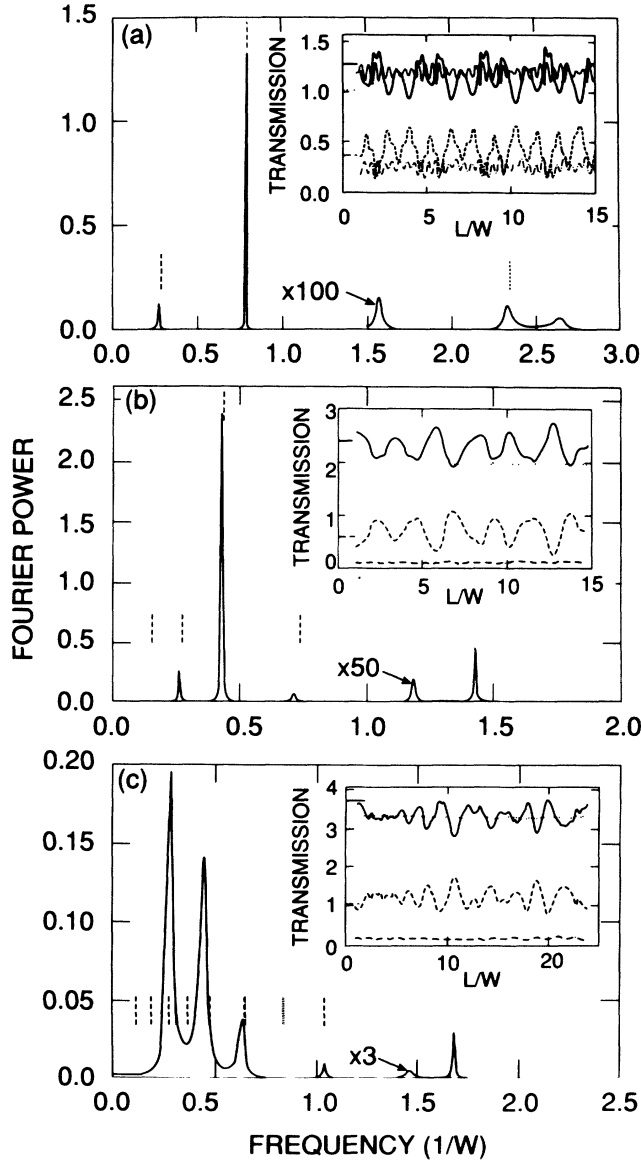 (a)
1.5
1.0
0.5
0.0
TRANSMISSION
1.5
1.0
0.5
0.0
0 5 10 15
L/W
x100
0.0 0.5 1.0 1.5 2.0 2.5 3.0
(b)
2.5
2.0
1.5
1.0
0.5
0.0
FOURIER POWER
TRANSMISSION
3
2
1
0
0 5 10 15
L/W
x50
0.0 0.5 1.0 1.5 2.0
(c)
0.20
0.15
0.10
0.05
0.0
TRANSMISSION
4
3
2
1
0
0 10 20
L/W
x3
0.0 0.5 1.0 1.5 2.0 2.5
FREQUENCY (1/W)